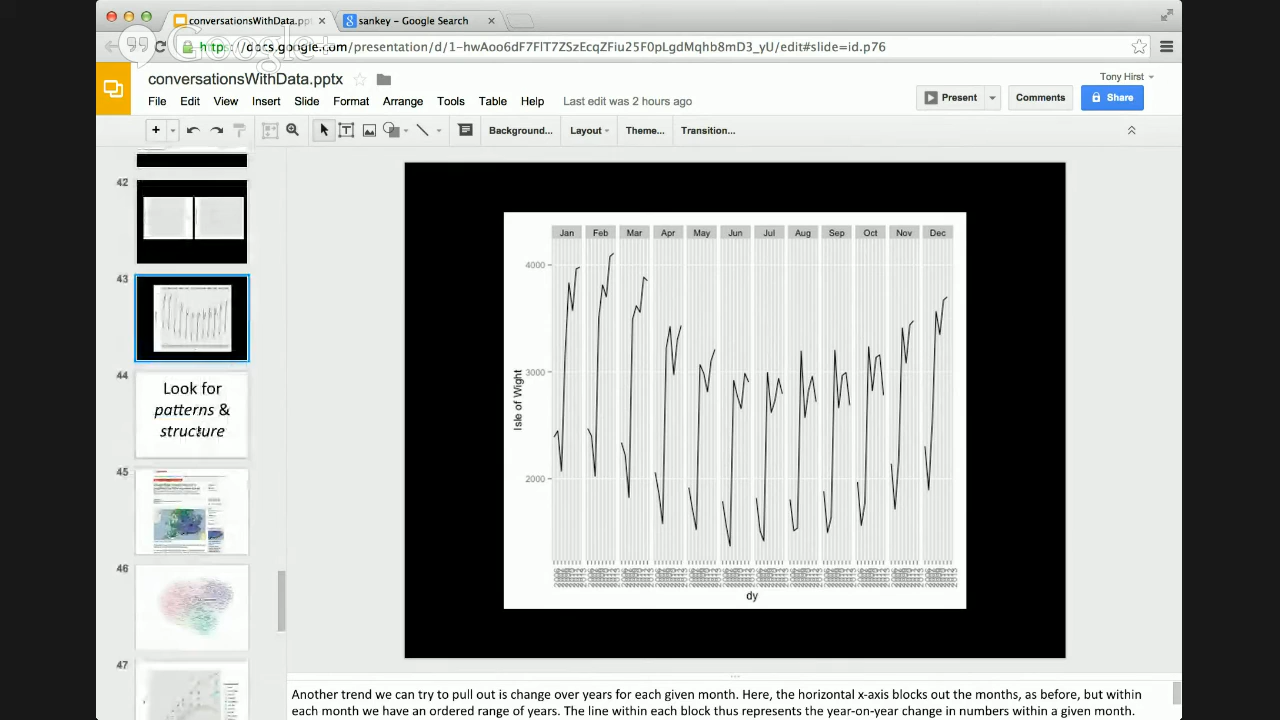 conversationsWithData.ppt
sankey - Google Search
Google+
https://docs.google.com/presentation/d/1-hwAoo6dF7FlT7ZSzEcqZFiu25F0pLgdMqhb8mD3_yU/edit#slide=id.p76
conversationsWithData.pptx
Tony Hirst
File Edit View Insert Slide Format Arrange Tools Table Help Last edit was 2 hours ago
Present Comments Share
Background... Layout Theme... Transition...
42
43
44
Look for
patterns &
structure
45
46
47
Jan Feb Mar Apr May Jun Jul Aug Sep Oct Nov Dec
4000
3000
2000
Isle of Wight
dy
Another trend we can try to pull out is change over years for each given month. Here, the horizontal x-axis blocks out the months, as before, but within
each month we have an ordered range of years. The line within each block thus represents the year-on-year change in numbers within a given month.